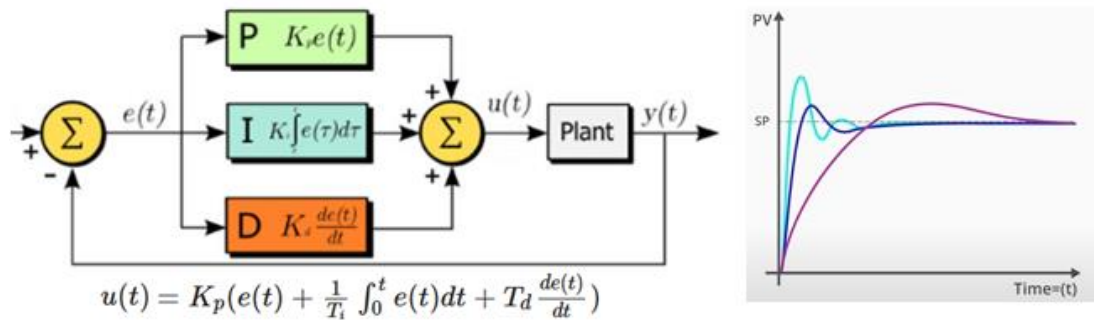 P K_p e(t)
e(t)
I K_i ∫ e(τ)dτ
D K_d de(t)/dt
Σ
+
-
+
+
+
Σ
u(t)
Plant
y(t)
u(t) = K_p(e(t) + 1/T_i ∫_0^t e(t)dt + T_d de(t)/dt)
PV
SP
Time=(t)